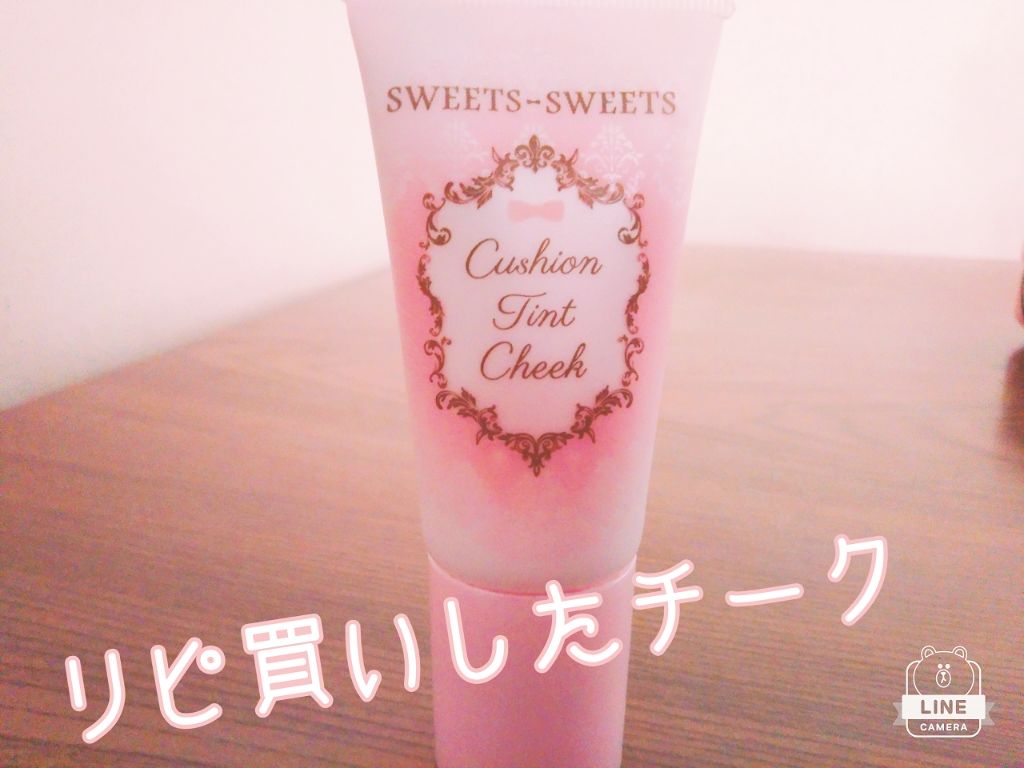 SWEETS-SWEETS
Cushion
Tint
Cheek
リピ買いしたチーク
LINE
CAMERA